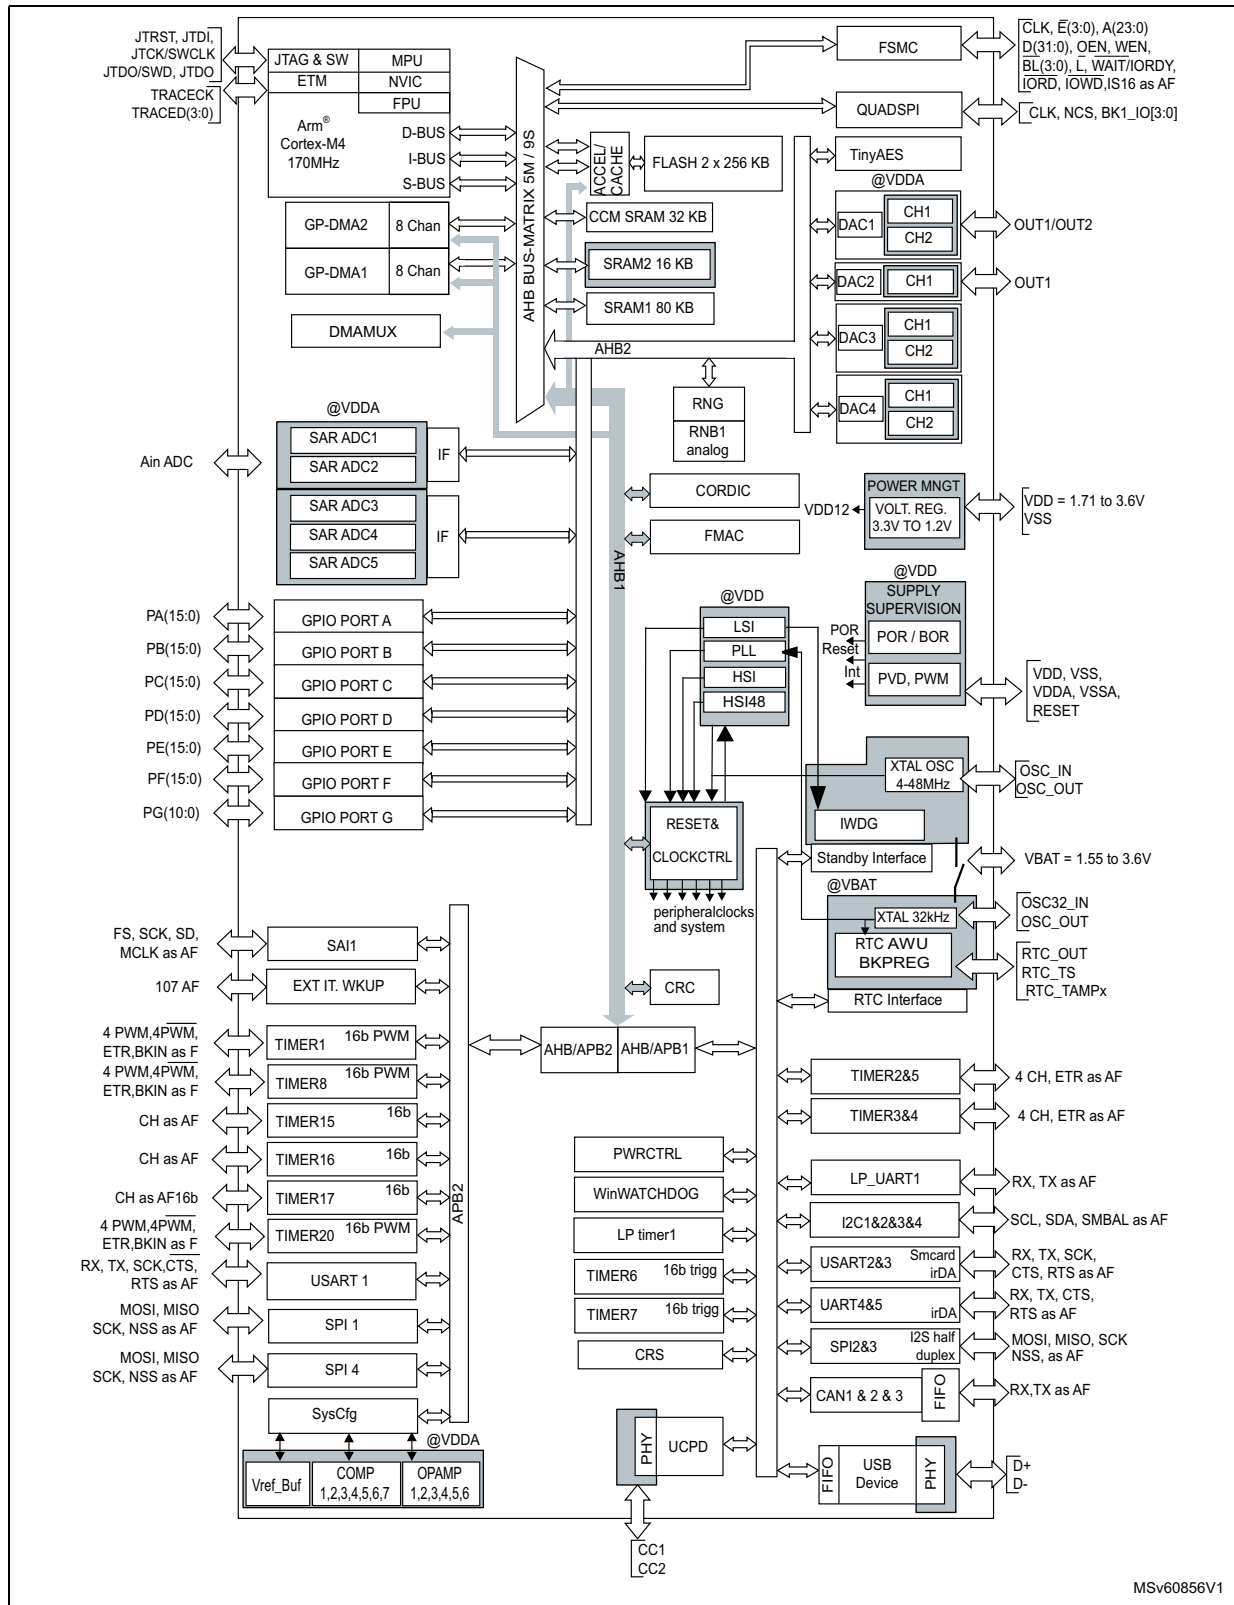 JTRST, JTDI,
JTCK/SWCLK
JTDO/SWD, JTDO
TRACECK
TRACED(3:0)
JTAG & SW
MPU
ETM
NVIC
FPU
Arm®
Cortex-M4
170MHz
D-BUS
I-BUS
S-BUS
GP-DMA2
8 Chan
GP-DMA1
8 Chan
DMAMUX
AHB BUS-MATRIX 5M / 9S
ACCEL/
CACHE
FLASH 2 x 256 KB
CCM SRAM 32 KB
SRAM2 16 KB
SRAM1 80 KB
AHB2
FSMC
CLK, E(3:0), A(23:0)
D(31:0), OEN, WEN,
BL(3:0), L, WAIT/IORDY,
IORD, IOWD,IS16 as AF
QUADSPI
CLK, NCS, BK1_IO[3:0]
TinyAES
@VDDA
DAC1
CH1
CH2
OUT1/OUT2
DAC2
CH1
OUT1
DAC3
CH1
CH2
DAC4
CH1
CH2
RNG
RNB1
analog
@VDDA
SAR ADC1
SAR ADC2
IF
Ain ADC
SAR ADC3
SAR ADC4
SAR ADC5
IF
CORDIC
FMAC
AHB1
POWER MNGT
VOLT. REG.
3.3V TO 1.2V
VDD12
VDD = 1.71 to 3.6V
VSS
@VDD
SUPPLY
SUPERVISION
POR / BOR
PVD, PWM
POR
Reset
Int
VDD, VSS,
VDDA, VSSA,
RESET
@VDD
LSI
PLL
HSI
HSI48
PA(15:0)
GPIO PORT A
PB(15:0)
GPIO PORT B
PC(15:0)
GPIO PORT C
PD(15:0)
GPIO PORT D
PE(15:0)
GPIO PORT E
PF(15:0)
GPIO PORT F
PG(10:0)
GPIO PORT G
RESET&
CLOCKCTRL
peripheralclocks
and system
XTAL OSC
4-48MHz
OSC_IN
OSC_OUT
IWDG
Standby Interface
VBAT = 1.55 to 3.6V
@VBAT
XTAL 32kHz
OSC32_IN
OSC_OUT
RTC AWU
BKPREG
RTC_OUT
RTC_TS
RTC_TAMPx
RTC Interface
CRC
AHB/APB2
AHB/APB1
FS, SCK, SD,
MCLK as AF
SAI1
107 AF
EXT IT. WKUP
4 PWM,4PWM,
ETR,BKIN as F
TIMER1
16b PWM
4 PWM,4PWM,
ETR,BKIN as F
TIMER8
16b PWM
CH as AF
TIMER15
16b
CH as AF
TIMER16
16b
CH as AF16b
TIMER17
16b
4 PWM,4PWM,
ETR,BKIN as F
TIMER20
16b PWM
RX, TX, SCK,CTS,
RTS as AF
USART 1
MOSI, MISO
SCK, NSS as AF
SPI 1
MOSI, MISO
SCK, NSS as AF
SPI 4
SysCfg
APB2
@VDDA
Vref_Buf
COMP
1,2,3,4,5,6,7
OPAMP
1,2,3,4,5,6
PWRCTRL
WinWATCHDOG
LP timer1
TIMER6
16b trigg
TIMER7
16b trigg
CRS
PHY
UCPD
CC1
CC2
TIMER2&5
4 CH, ETR as AF
TIMER3&4
4 CH, ETR as AF
LP_UART1
RX, TX as AF
I2C1&2&3&4
SCL, SDA, SMBAL as AF
USART2&3
Smcard
irDA
RX, TX, SCK,
CTS, RTS as AF
UART4&5
irDA
RX, TX, CTS,
RTS as AF
SPI2&3
I2S half
duplex
MOSI, MISO, SCK
NSS, as AF
CAN1 & 2 & 3
FIFO
RX,TX as AF
FIFO
USB
Device
PHY
D+
D-
MSv60856V1